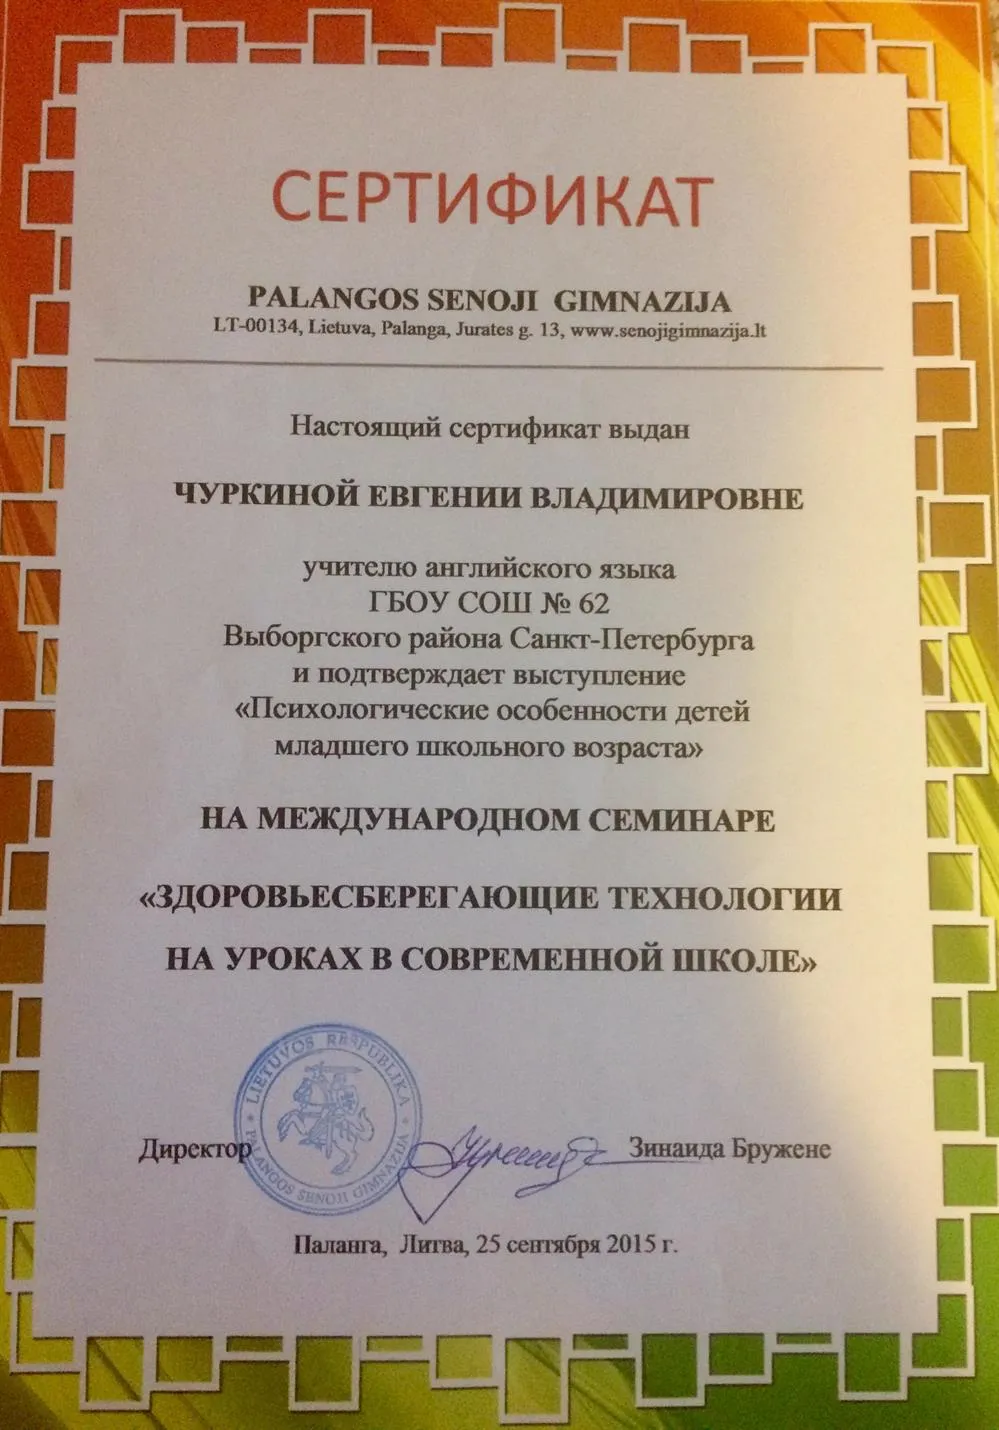 СЕРТИФИКАТ
PALANGOS SENOJI GIMNAZIJA
LT-00134, Lietuva, Palanga, Jurates g. 13, www.senojigimnazija.lt
Настоящий сертификат выдан
ЧУРКИНОЙ ЕВГЕНИИ ВЛАДИМИРОВНЕ
учителю английского языка
ГБОУ СОШ № 62
Выборгского района Санкт-Петербурга
и подтверждает выступление
«Психологические особенности детей
младшего школьного возраста»
НА МЕЖДУНАРОДНОМ СЕМИНАРЕ
«ЗДОРОВЬЕСБЕРЕГАЮЩИЕ ТЕХНОЛОГИИ
НА УРОКАХ В СОВРЕМЕННОЙ ШКОЛЕ»
LIETUVOS RESPUBLIKA
PALANGOS SENOJI GIMNAZIJA
Директор Зинаида Бружене
Паланга, Литва, 25 сентября 2015 г.